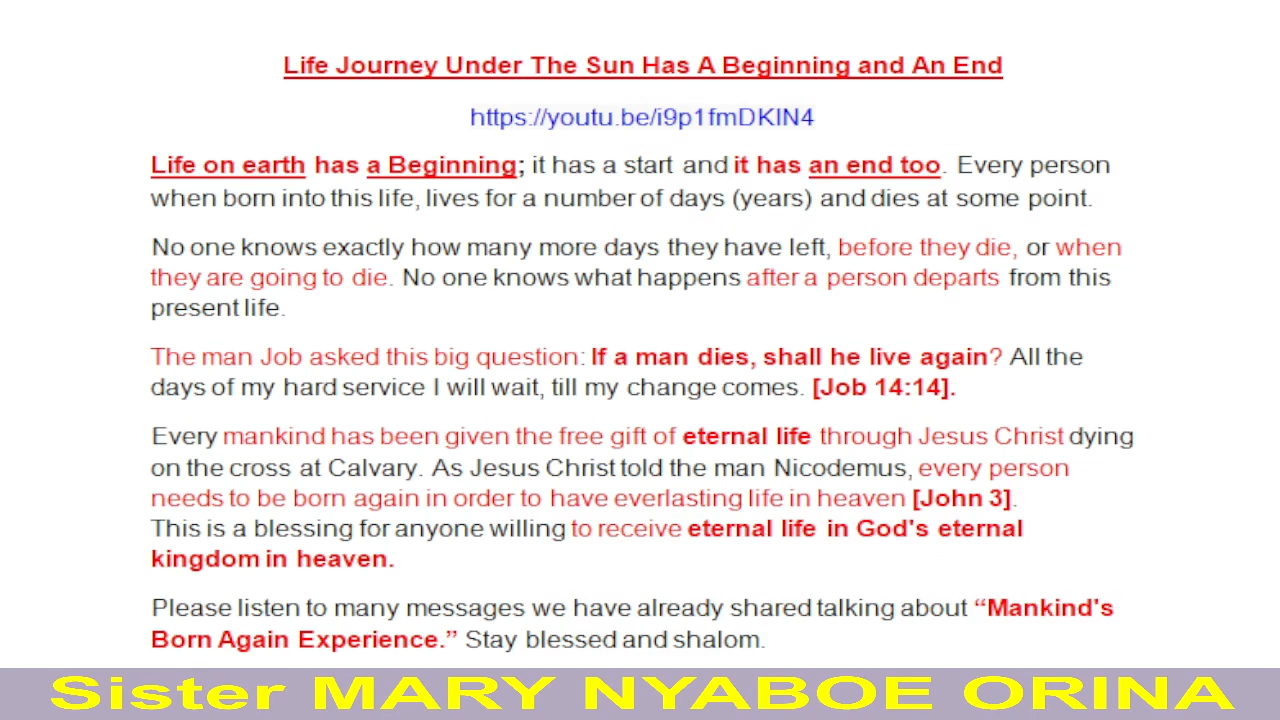 Life Journey Under The Sun Has A Beginning and An End
https://youtu.be/i9p1fmDKIN4
Life on earth has a Beginning; it has a start and it has an end too. Every person
when born into this life, lives for a number of days (years) and dies at some point.
No one knows exactly how many more days they have left, before they die, or when
they are going to die. No one knows what happens after a person departs from this
present life.
The man Job asked this big question: If a man dies, shall he live again? All the
days of my hard service I will wait, till my change comes. [Job 14:14].
Every mankind has been given the free gift of eternal life through Jesus Christ dying
on the cross at Calvary. As Jesus Christ told the man Nicodemus, every person
needs to be born again in order to have everlasting life in heaven [John 3].
This is a blessing for anyone willing to receive eternal life in God's eternal
kingdom in heaven.
Please listen to many messages we have already shared talking about “Mankind's
Born Again Experience.” Stay blessed and shalom.
Sister MARY NYABOE ORINA